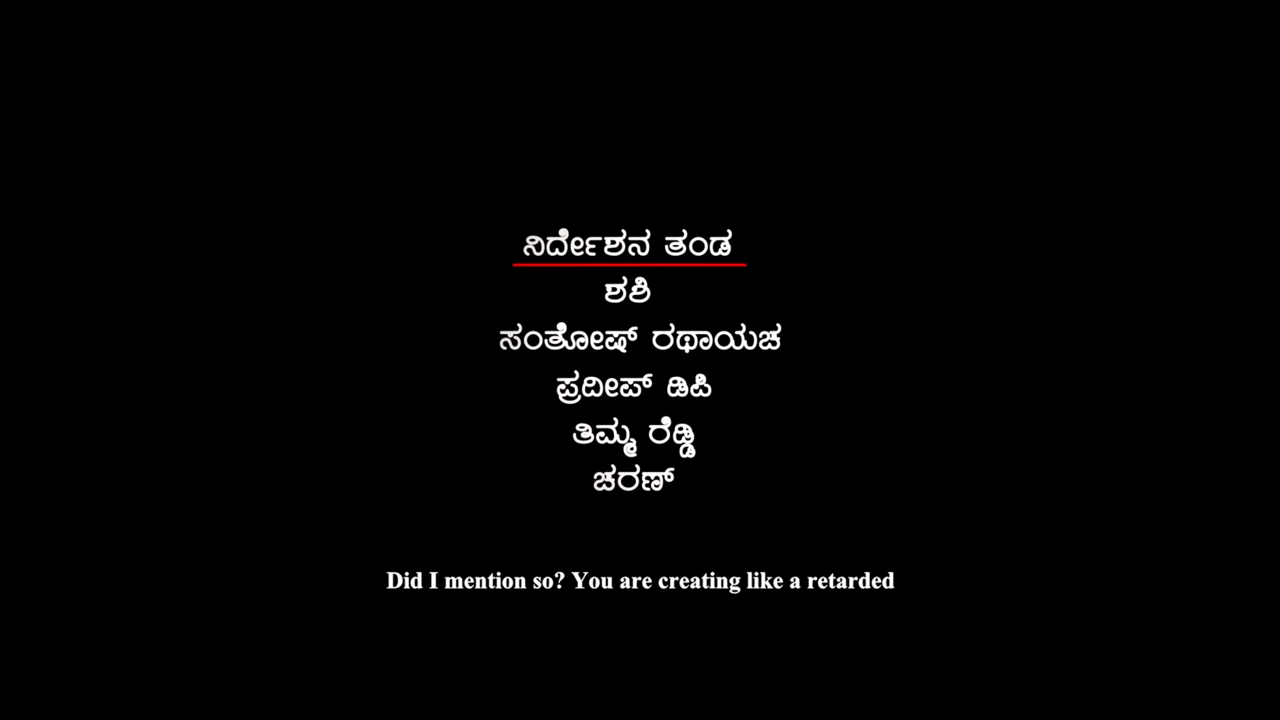 ನಿರ್ದೇಶನ ತಂಡ
ಶಶಿ
ಸಂತೋಷ್ ರಥಾಯಚ
ಪ್ರದೀಪ್ ಡಿಪಿ
ತಿಮ್ಮ ರೆಡ್ಡಿ
ಚರಣ್
Did I mention so? You are creating like a retarded